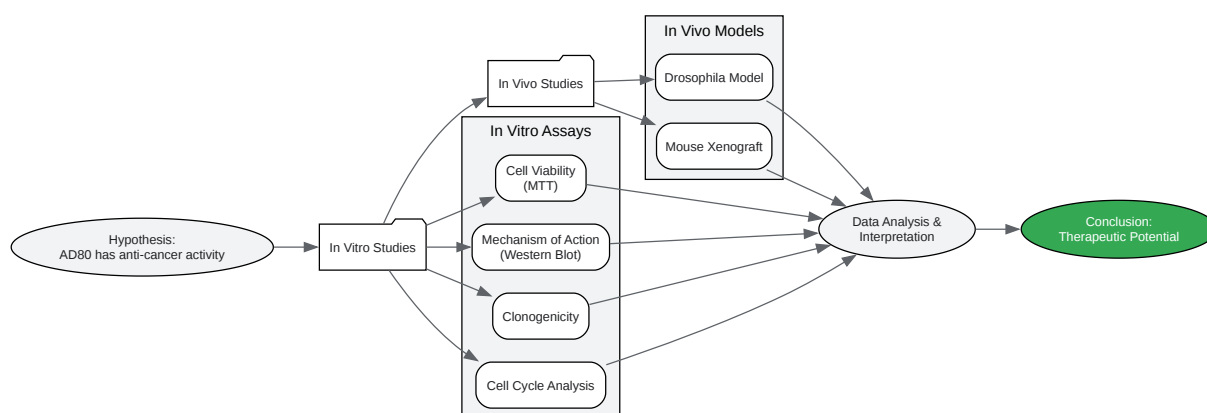 Hypothesis:
AD80 has anti-cancer activity
In Vitro Studies
In Vivo Studies
In Vivo Models
Drosophila Model
Mouse Xenograft
In Vitro Assays
Cell Viability
(MTT)
Mechanism of Action
(Western Blot)
Clonogenicity
Cell Cycle Analysis
Data Analysis &
Interpretation
Conclusion:
Therapeutic Potential